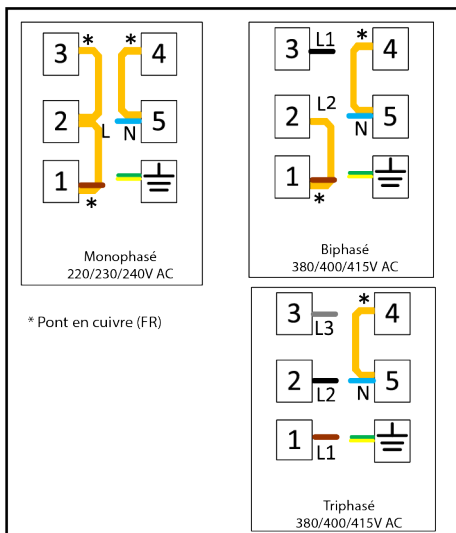 * *
3 4
2 L N 5
1
*
Monophasé
220/230/240V AC
L1 *
3 4
L2
2 N 5
1
*
Biphasé
380/400/415V AC
* Pont en cuivre (FR)
*
3 L3 4
2 L2 N 5
1 L1
Triphasé
380/400/415V AC